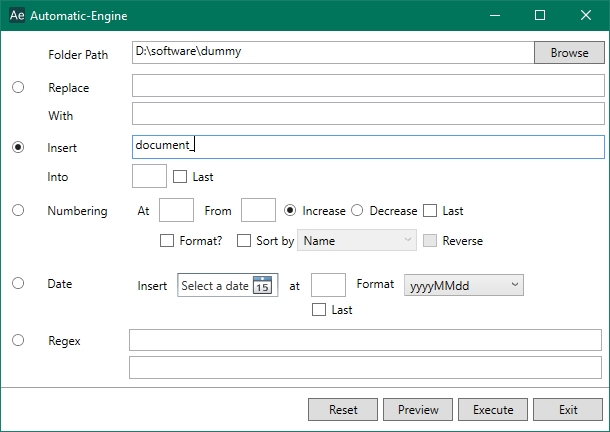 Ae Automatic-Engine
Folder Path D:\software\dummy Browse
Replace
With
Insert document_
Into Last
Numbering At From Increase Decrease Last
Format? Sort by Name Reverse
Date Insert Select a date 15 at Format yyyyMMdd
Last
Regex
Reset Preview Execute Exit